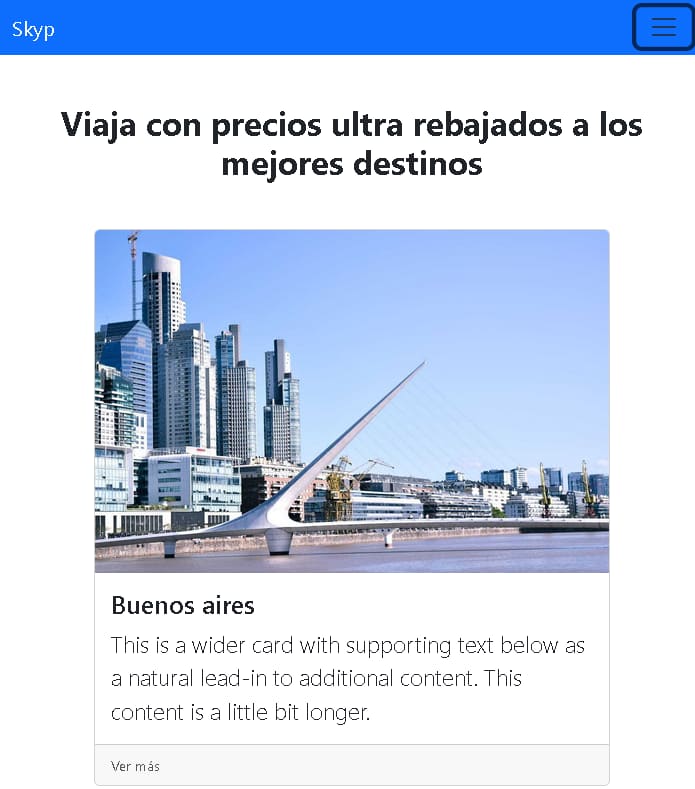 Skyp
Viaja con precios ultra rebajados a los
mejores destinos
Buenos aires
This is a wider card with supporting text below as
a natural lead-in to additional content. This
content is a little bit longer.
Ver más